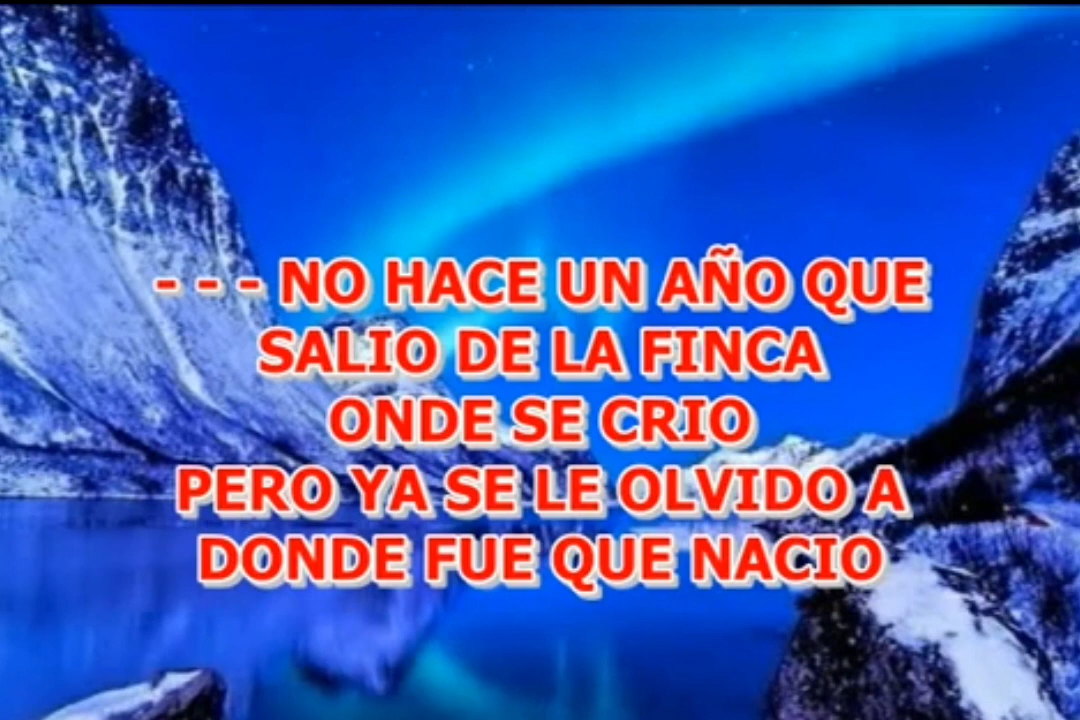 - - - NO HACE UN AÑO QUE
SALIO DE LA FINCA
ONDE SE CRIO
PERO YA SE LE OLVIDO A
DONDE FUE QUE NACIO